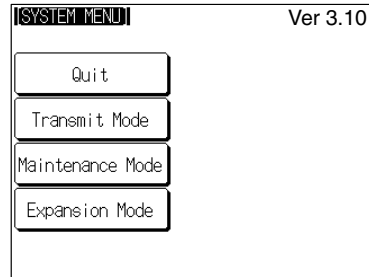 SYSTEM MENU
Ver 3.10
Quit
Transmit Mode
Maintenance Mode
Expansion Mode